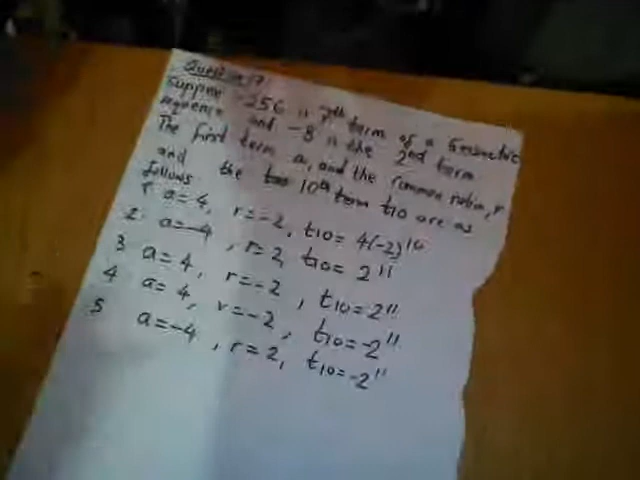 Question 17
Suppose -256 is 7th term of a Geometric
sequence and -8 is the 2nd term
The first term a, and the common ratio, r
and the 10th term t10 are as
follows
1 a = 4, r = -2, t10 = 4(-2)10
2 a = -4, r = 2, t10 = 2"
3 a = 4, r = -2, t10 = 2"
4 a = 4, r = -2, t10 = -2"
5 a = -4, r = 2, t10 = -2"